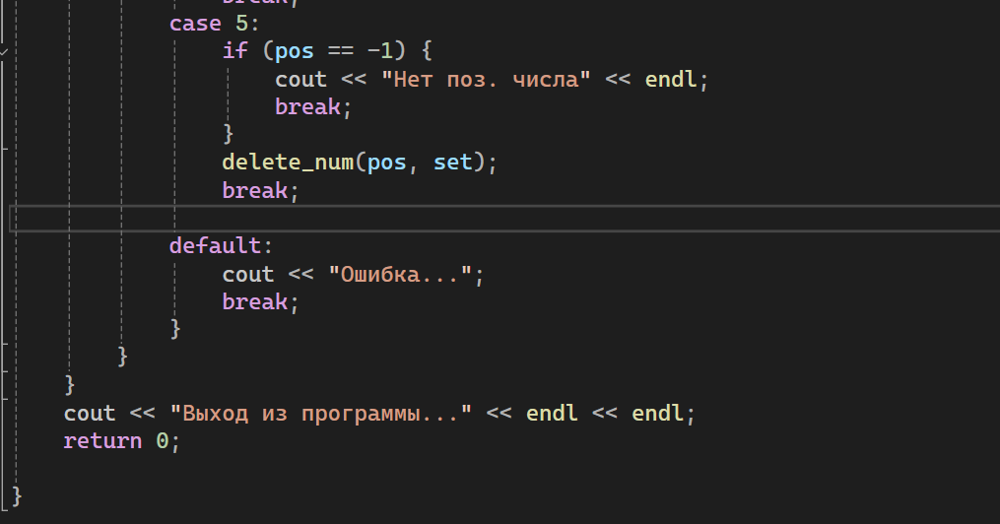 break;
case 5:
if (pos == -1) {
cout << "Нет поз. числа" << endl;
break;
}
delete_num(pos, set);
break;
default:
cout << "Ошибка...";
break;
}
}
}
cout << "Выход из программы..." << endl << endl;
return 0;
}